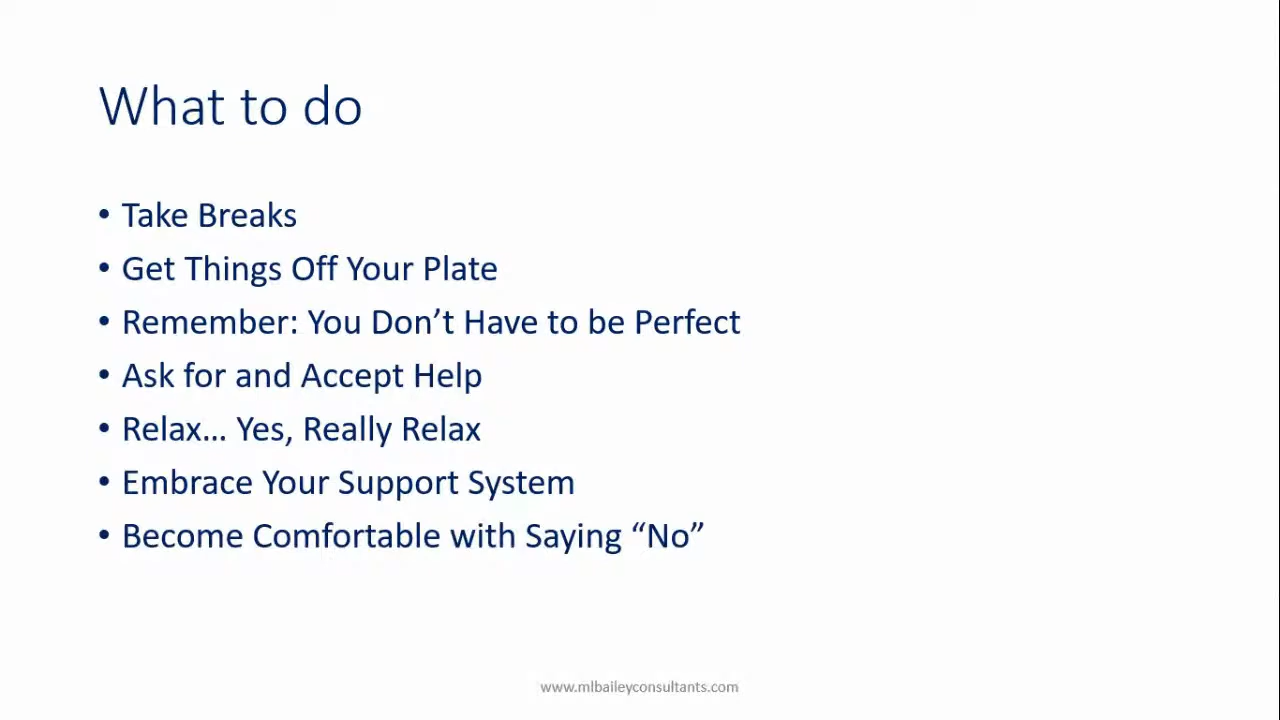 What to do
• Take Breaks
• Get Things Off Your Plate
• Remember: You Don’t Have to be Perfect
• Ask for and Accept Help
• Relax... Yes, Really Relax
• Embrace Your Support System
• Become Comfortable with Saying “No”
www.mlbaileyconsultants.com